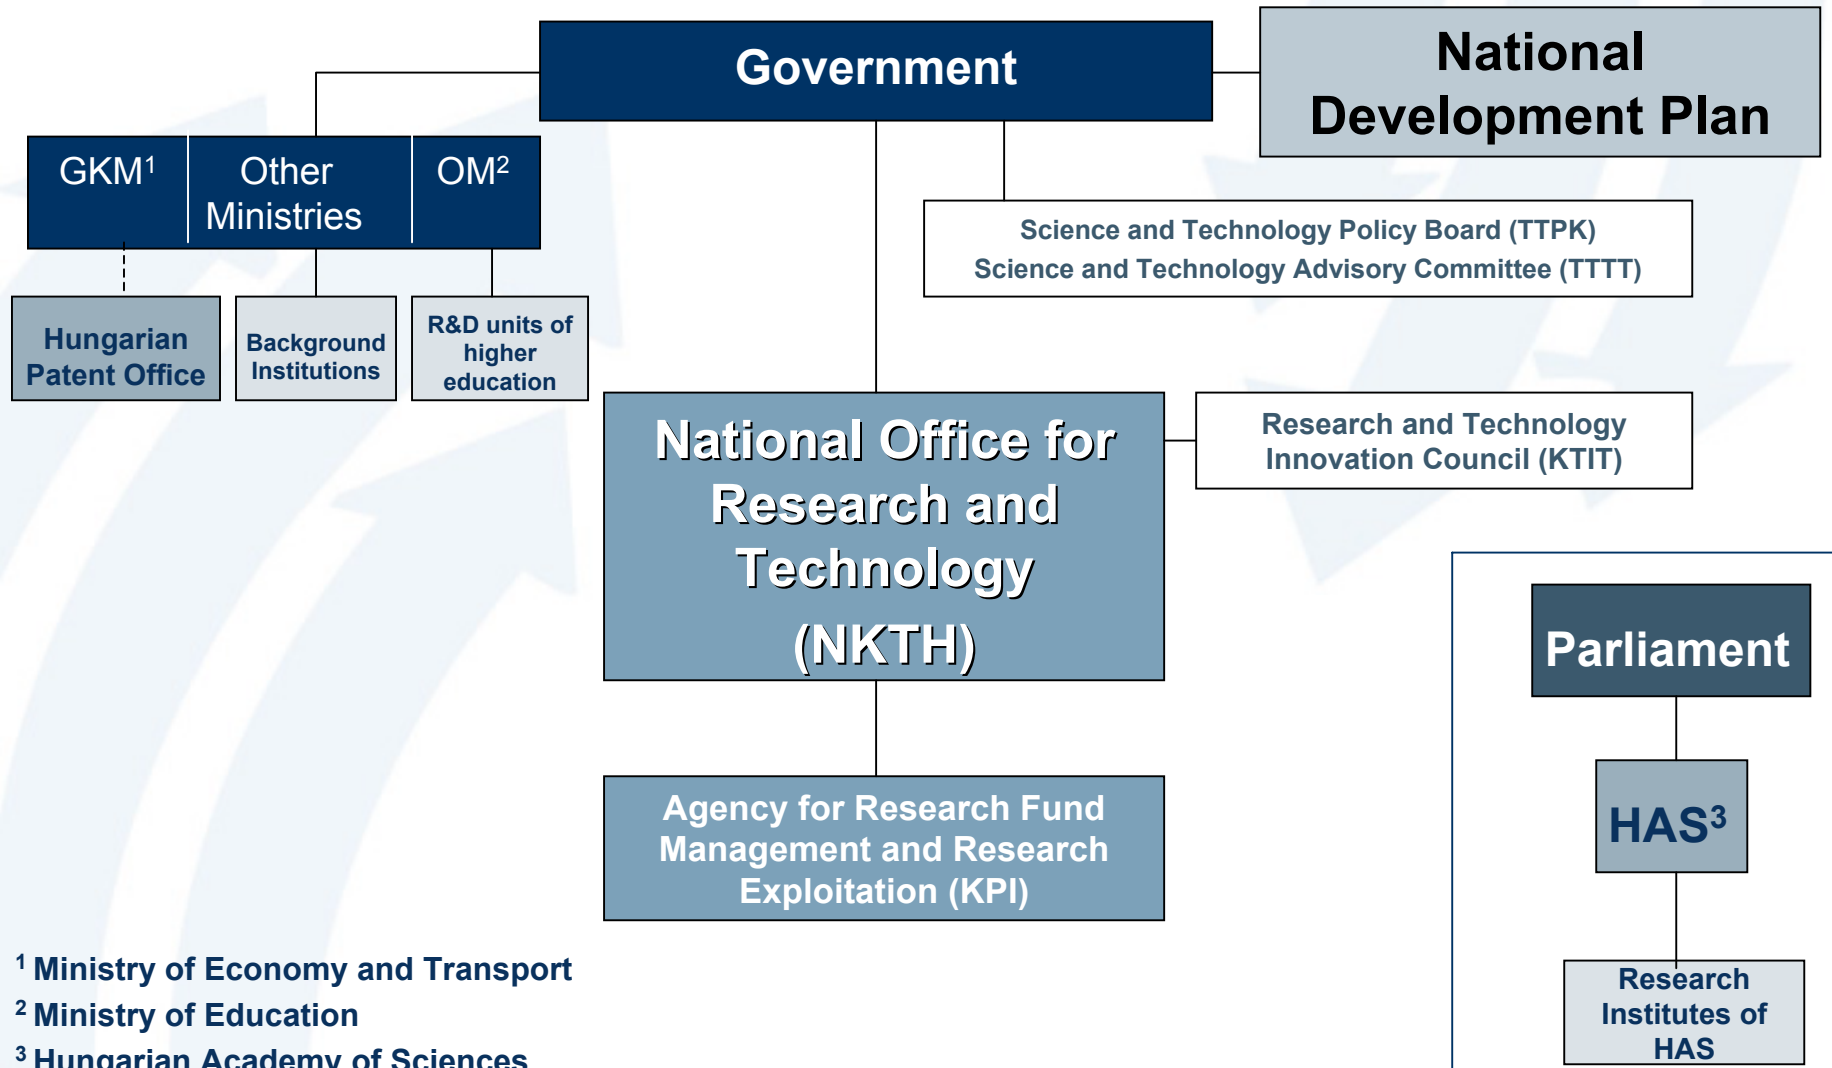 Government
National
Development Plan
GKM¹
Other
Ministries
OM²
Science and Technology Policy Board (TTPK)
Science and Technology Advisory Committee (TTTT)
Hungarian
Patent Office
Background
Institutions
R&D units of
higher
education
National Office for
Research and
Technology
(NKTH)
Research and Technology
Innovation Council (KTIT)
Parliament
HAS³
Agency for Research Fund
Management and Research
Exploitation (KPI)
Research
Institutes of
HAS
¹ Ministry of Economy and Transport
² Ministry of Education
³ Hungarian Academy of Sciences